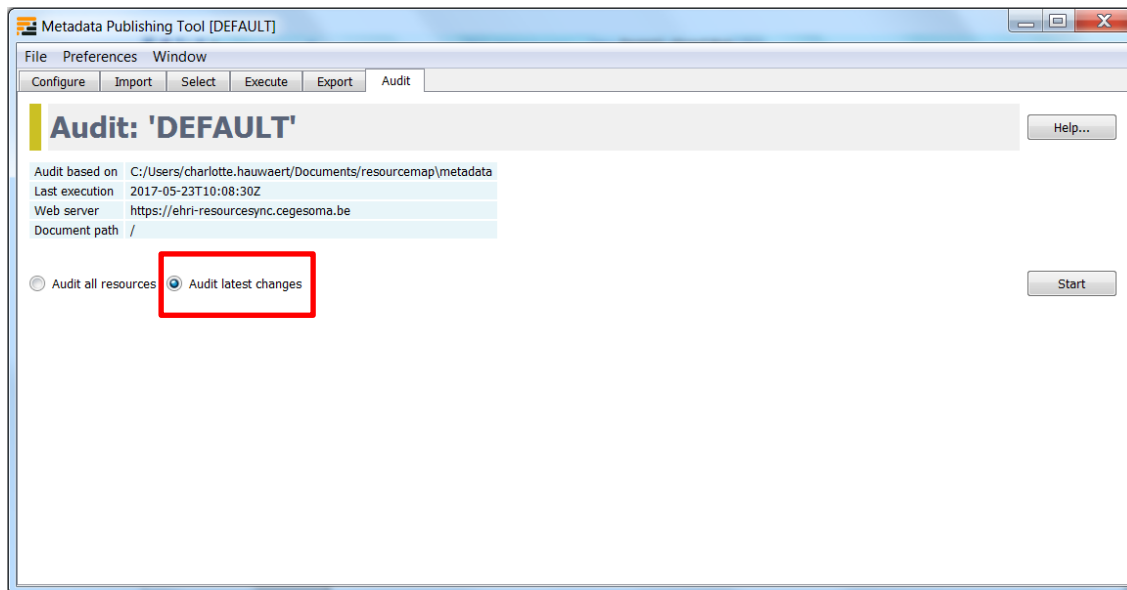 Metadata Publishing Tool [DEFAULT]
File Preferences Window
Configure Import Select Execute Export Audit
Audit: 'DEFAULT'
Help...
Audit based on C:/Users/charlotte.hauwaert/Documents/resourcemap\metadata
Last execution 2017-05-23T10:08:30Z
Web server https://ehri-resourcesync.cegesoma.be
Document path /
Audit all resources Audit latest changes Start